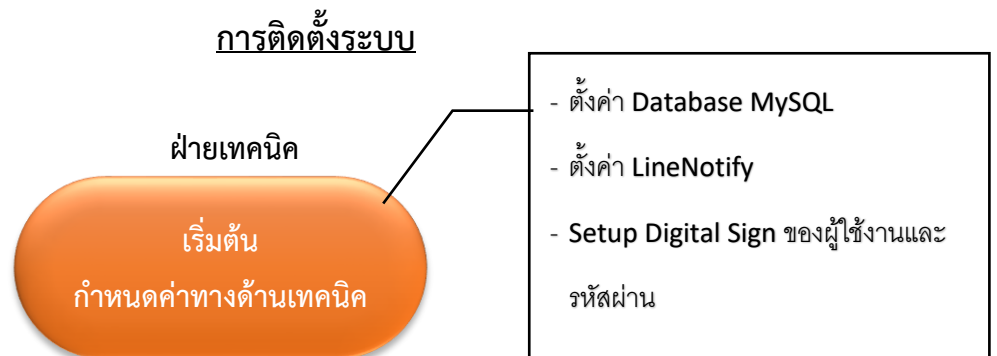 การติดตั้งระบบ
ฝ่ายเทคนิค
เริ่มต้น
กำหนดค่าทางด้านเทคนิค
- ตั้งค่า Database MySQL
- ตั้งค่า LineNotify
- Setup Digital Sign ของผู้ใช้งานและ
รหัสผ่าน